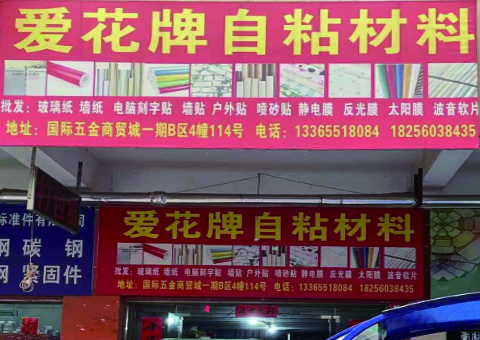 爱花牌自粘材料
批发：玻璃纸 墙纸 电脑刻字贴 墙贴 户外贴 喷砂贴 静电膜 反光膜 太阳膜 波音软片
地址：国际五金商贸城一期B区4幢114号 电话：13365518084 18256038435
标准件有限公司
碳钢
紧固件
爱花牌自粘材料
批发：玻璃纸 墙纸 电脑刻字贴 墙贴 户外贴 喷砂贴 静电膜 反光膜 太阳膜 波音软片
地址：国际五金商贸城一期B区4幢114号 电话：13365518084 18256038435